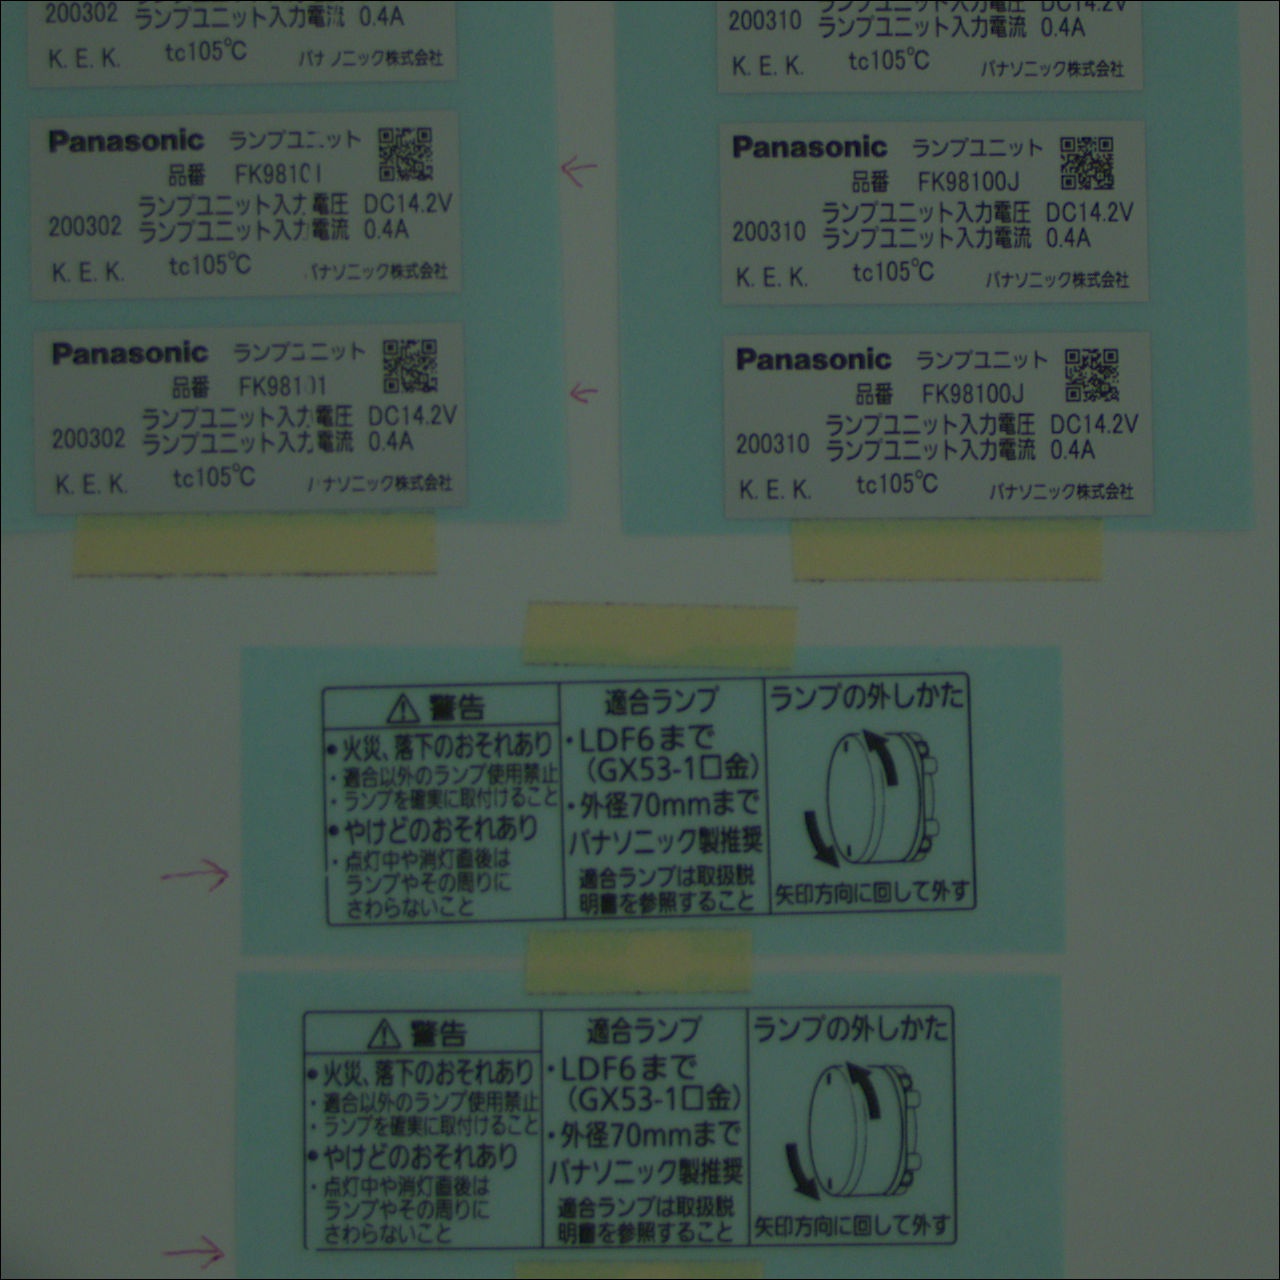 200302
ランプユニット入力電流 0.4A
K. E. K. tc105℃ パナソニック株式会社
Panasonic ランプユニット
品番 FK9810
ランプユニット入力電圧 DC14.2V
200302 ランプユニット入力電流 0.4A
K. E. K. tc105℃ パナソニック株式会社
Panasonic ランプユニット
品番 FK981
ランプユニット入力電圧 DC14.2V
200302 ランプユニット入力電流 0.4A
K. E. K. tc105℃ パナソニック株式会社
ランプユニット入力電圧 DC14.2V
200310 ランプユニット入力電流 0.4A
K. E. K. tc105℃ パナソニック株式会社
Panasonic ランプユニット
品番 FK98100J
ランプユニット入力電圧 DC14.2V
200310 ランプユニット入力電流 0.4A
K. E. K. tc105℃ パナソニック株式会社
Panasonic ランプユニット
品番 FK98100J
ランプユニット入力電圧 DC14.2V
200310 ランプユニット入力電流 0.4A
K. E. K. tc105℃ パナソニック株式会社
⚠ 警告
●火災、落下のおそれあり
・適合以外のランプ使用禁止
・ランプを確実に取付けること
●やけどのおそれあり
・点灯中や消灯直後は
ランプやその周りに
さわらないこと
適合ランプ
・LDF6まで
(GX53-1口金)
・外径70mmまで
パナソニック製推奨
適合ランプは取扱説
明書を参照すること
ランプの外しかた
矢印方向に回して外す
⚠ 警告
●火災、落下のおそれあり
・適合以外のランプ使用禁止
・ランプを確実に取付けること
●やけどのおそれあり
・点灯中や消灯直後は
ランプやその周りに
さわらないこと
適合ランプ
・LDF6まで
(GX53-1口金)
・外径70mmまで
パナソニック製推奨
適合ランプは取扱説
明書を参照すること
ランプの外しかた
矢印方向に回して外す